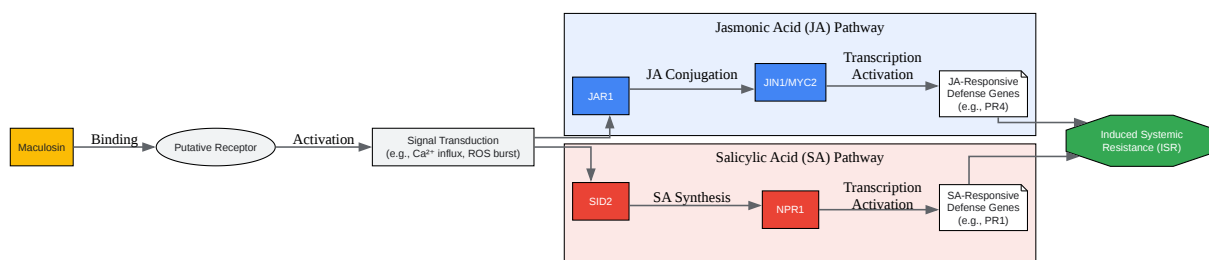 Jasmonic Acid (JA) Pathway
JAR1
JA Conjugation
JIN1/MYC2
Transcription
Activation
JA-Responsive
Defense Genes
(e.g., PR4)
Maculosin
Binding
Putative Receptor
Activation
Signal Transduction
(e.g., Ca²⁺ influx, ROS burst)
Induced Systemic
Resistance (ISR)
Salicylic Acid (SA) Pathway
SID2
SA Synthesis
NPR1
Transcription
Activation
SA-Responsive
Defense Genes
(e.g., PR1)